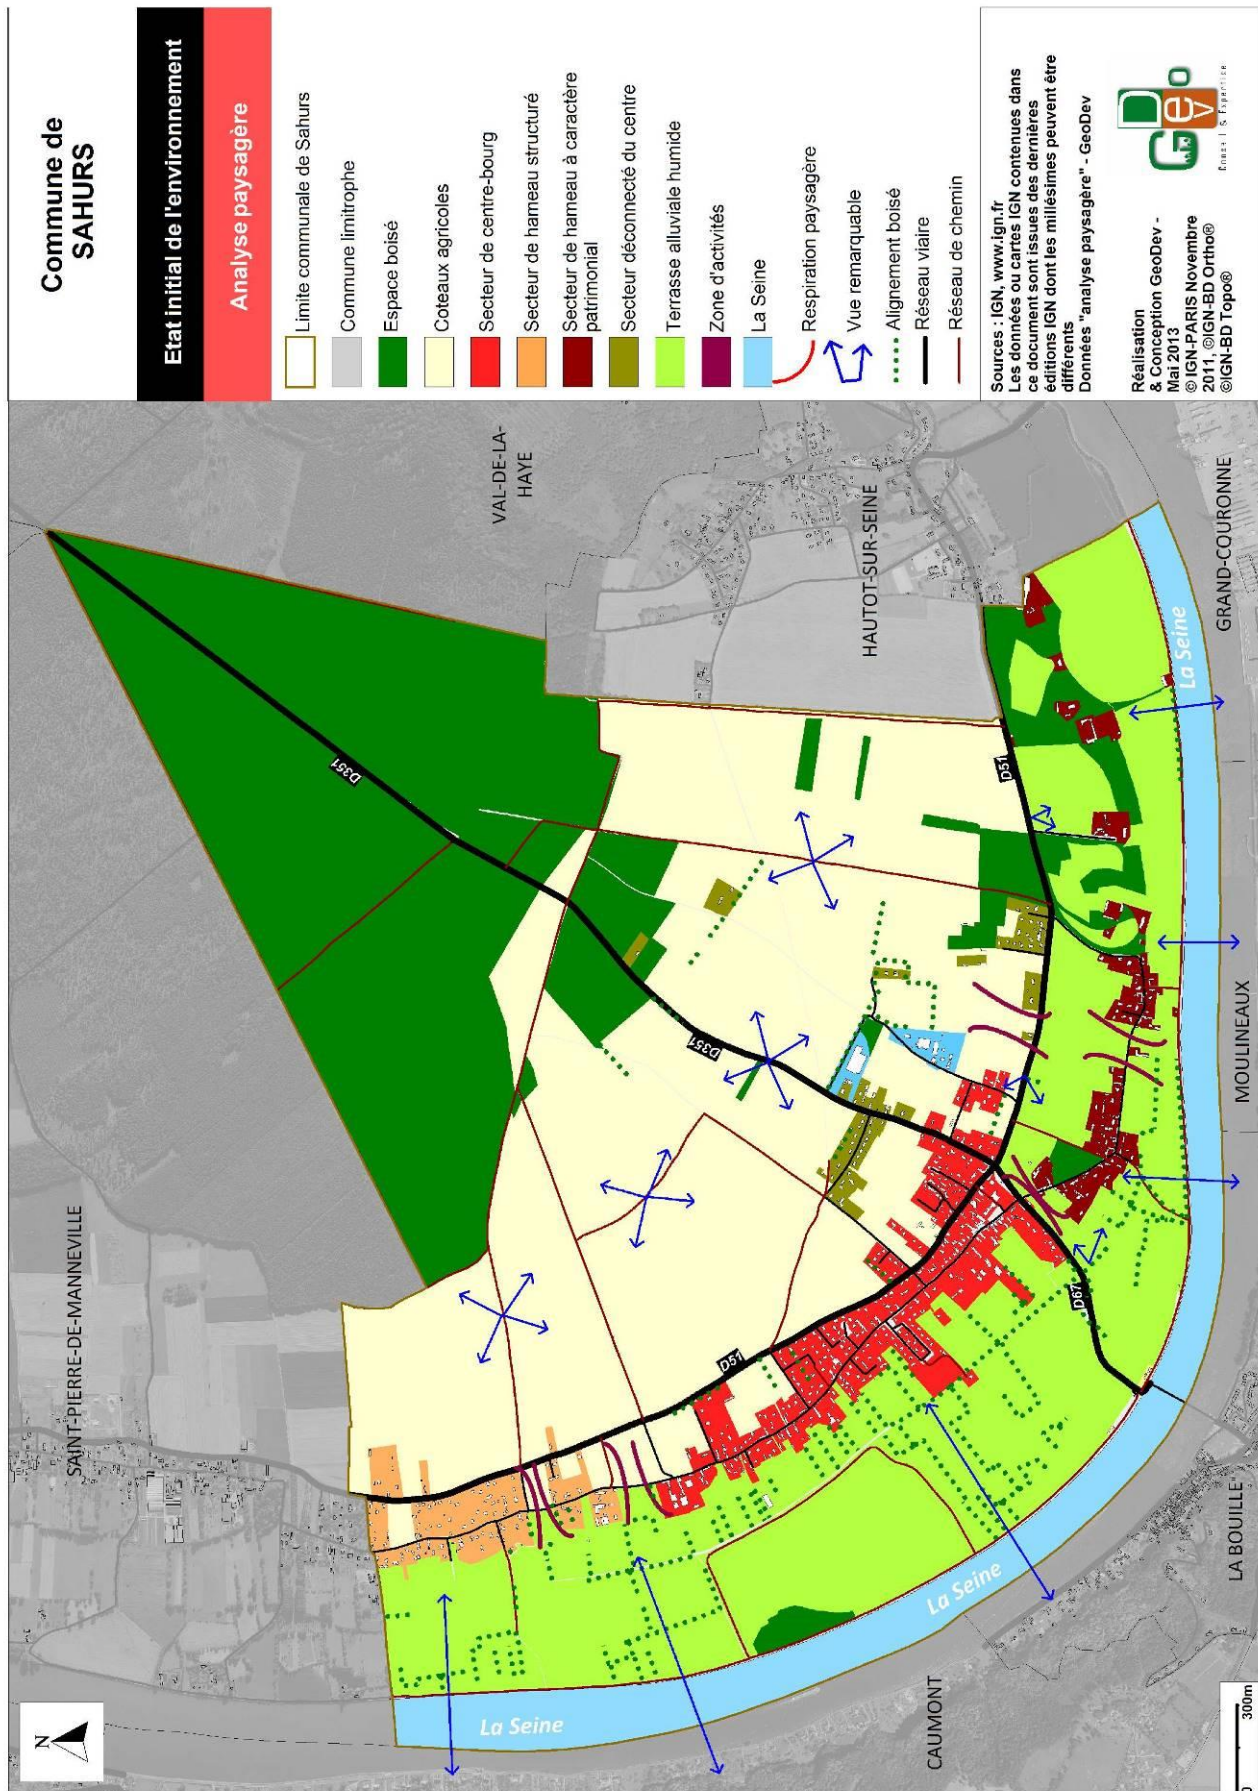 Commune de
SAHURS
Etat initial de l'environnement
Analyse paysagère
Limite communale de Sahurs
Commune limitrophe
Espace boisé
Coteaux agricoles
Secteur de centre-bourg
Secteur de hameau structuré
Secteur de hameau à caractère
patrimonial
Secteur déconnecté du centre
Terrasse alluviale humide
Zone d'activités
La Seine
Respiration paysagère
Vue remarquable
Alignement boisé
Réseau viaire
Réseau de chemin
Sources : IGN, www.ign.fr
Les données ou cartes IGN contenues dans
ce document sont issues des dernières
éditions IGN dont les millésimes peuvent être
différents
Données "analyse paysagère" - GeoDev
Réalisation
& Conception GeoDev -
Mai 2013
© IGN-PARIS Novembre
2011, ©IGN-BD Ortho®
©IGN-BD Topo®
GeoDev
Conseil & Expertise
N
SAINT-PIERRE-DE-MANNEVILLE
VAL-DE-LA-
HAYE
HAUTOT-SUR-SEINE
GRAND-COURONNE
MOULINEAUX
LA BOUILLE
CAUMONT
D351
D351
D51
D51
D67
La Seine
La Seine
La Seine
0
300m